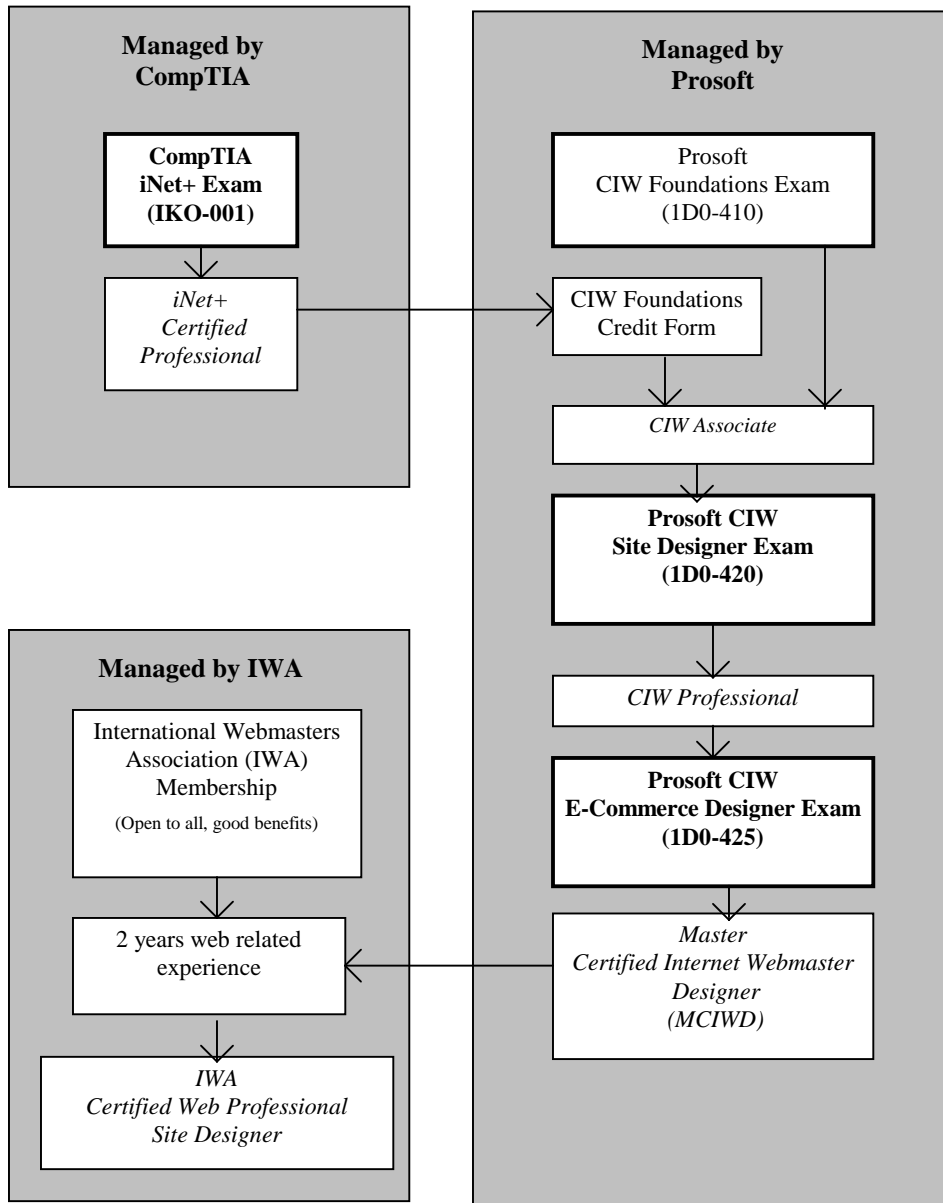 Managed by
CompTIA
CompTIA
iNet+ Exam
(IKO-001)
iNet+
Certified
Professional
Managed by
Prosoft
Prosoft
CIW Foundations Exam
(1D0-410)
CIW Foundations
Credit Form
CIW Associate
Prosoft CIW
Site Designer Exam
(1D0-420)
CIW Professional
Prosoft CIW
E-Commerce Designer Exam
(1D0-425)
Master
Certified Internet Webmaster
Designer
(MCIWD)
Managed by IWA
International Webmasters
Association (IWA)
Membership
(Open to all, good benefits)
2 years web related
experience
IWA
Certified Web Professional
Site Designer